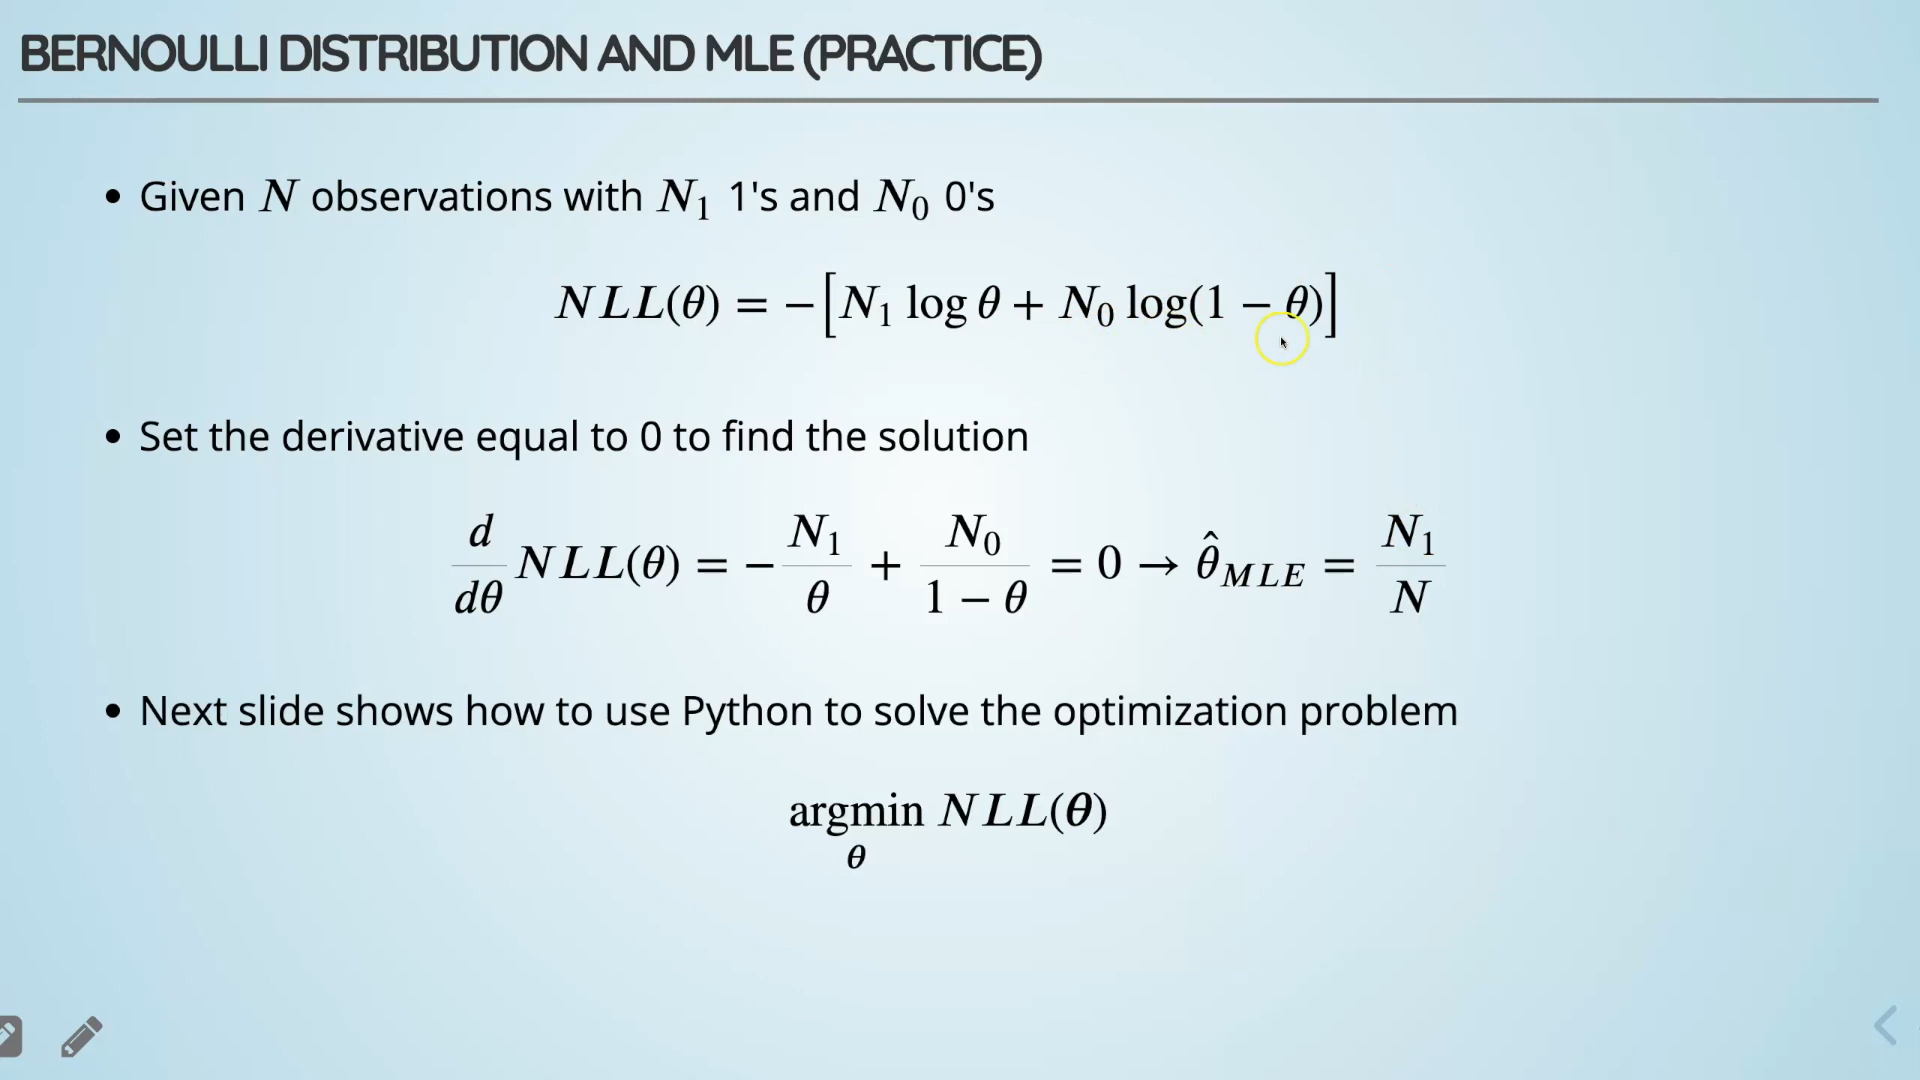 BERNOULLI DISTRIBUTION AND MLE (PRACTICE)
• Given N observations with N₁ 1's and N₀ 0's
NLL(θ) = −[N₁ log θ + N₀ log(1 − θ)]
• Set the derivative equal to 0 to find the solution
d/dθ NLL(θ) = − N₁/θ + N₀/(1 − θ) = 0 → θ̂_MLE = N₁/N
• Next slide shows how to use Python to solve the optimization problem
argmin NLL(θ)
θ